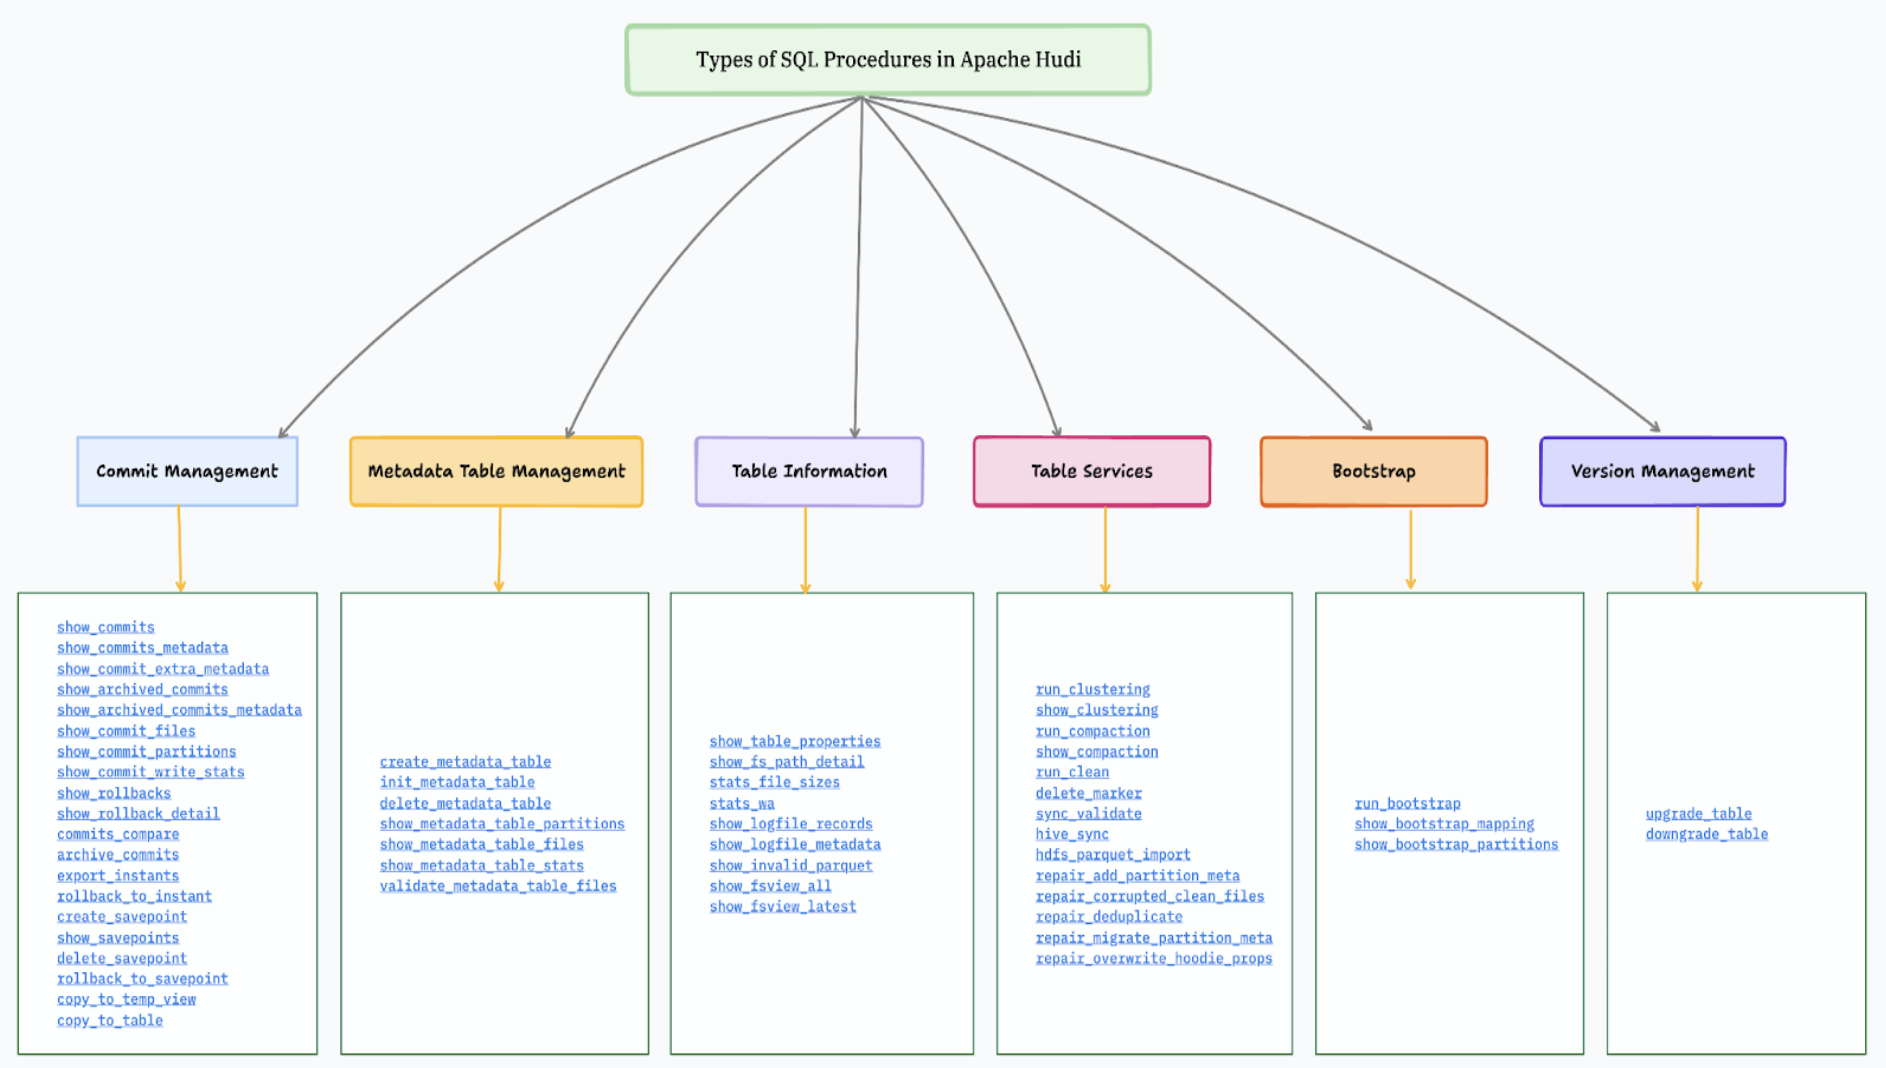 Types of SQL Procedures in Apache Hudi
Commit Management
Metadata Table Management
Table Information
Table Services
Bootstrap
Version Management
show_commits
show_commits_metadata
show_commit_extra_metadata
show_archived_commits
show_archived_commits_metadata
show_commit_files
show_commit_partitions
show_commit_write_stats
show_rollbacks
show_rollback_detail
commits_compare
archive_commits
export_instants
rollback_to_instant
create_savepoint
show_savepoints
delete_savepoint
rollback_to_savepoint
copy_to_temp_view
copy_to_table
create_metadata_table
init_metadata_table
delete_metadata_table
show_metadata_table_partitions
show_metadata_table_files
show_metadata_table_stats
validate_metadata_table_files
show_table_properties
show_fs_path_detail
stats_file_sizes
stats_wa
show_logfile_records
show_logfile_metadata
show_invalid_parquet
show_fsview_all
show_fsview_latest
run_clustering
show_clustering
run_compaction
show_compaction
run_clean
delete_marker
sync_validate
hive_sync
hdfs_parquet_import
repair_add_partition_meta
repair_corrupted_clean_files
repair_deduplicate
repair_migrate_partition_meta
repair_overwrite_hoodie_props
run_bootstrap
show_bootstrap_mapping
show_bootstrap_partitions
upgrade_table
downgrade_table